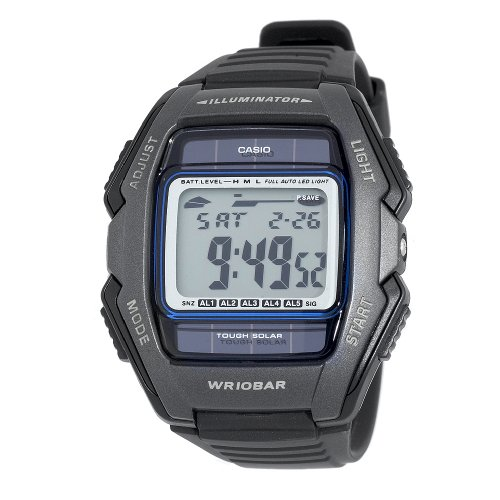 ILLUMINATOR
ADJUST
LIGHT
CASIO
BATT.LEVEL H M L FULL AUTO LED LIGHT
P.SAVE
SAT 2-26
9:49 52
SNZ AL1 AL2 AL3 AL4 AL5 SIG
MODE
START
TOUGH SOLAR
WRIOBAR